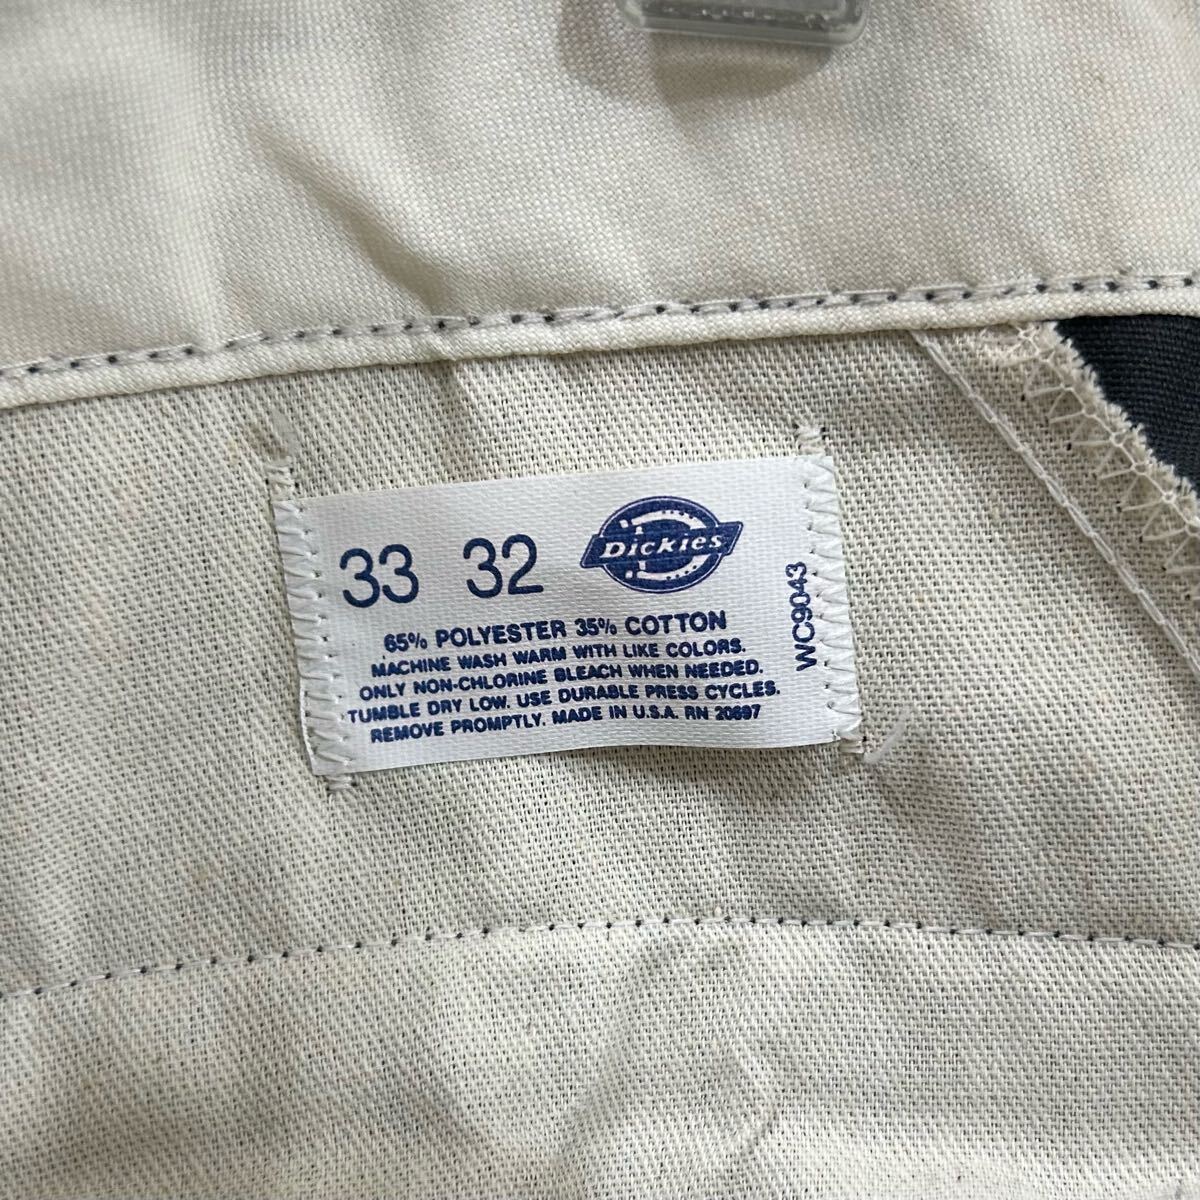 33 32 Dickies
65% POLYESTER 35% COTTON
MACHINE WASH WARM WITH LIKE COLORS.
ONLY NON-CHLORINE BLEACH WHEN NEEDED.
TUMBLE DRY LOW. USE DURABLE PRESS CYCLES.
REMOVE PROMPTLY. MADE IN U.S.A. RN 20697
WC9043